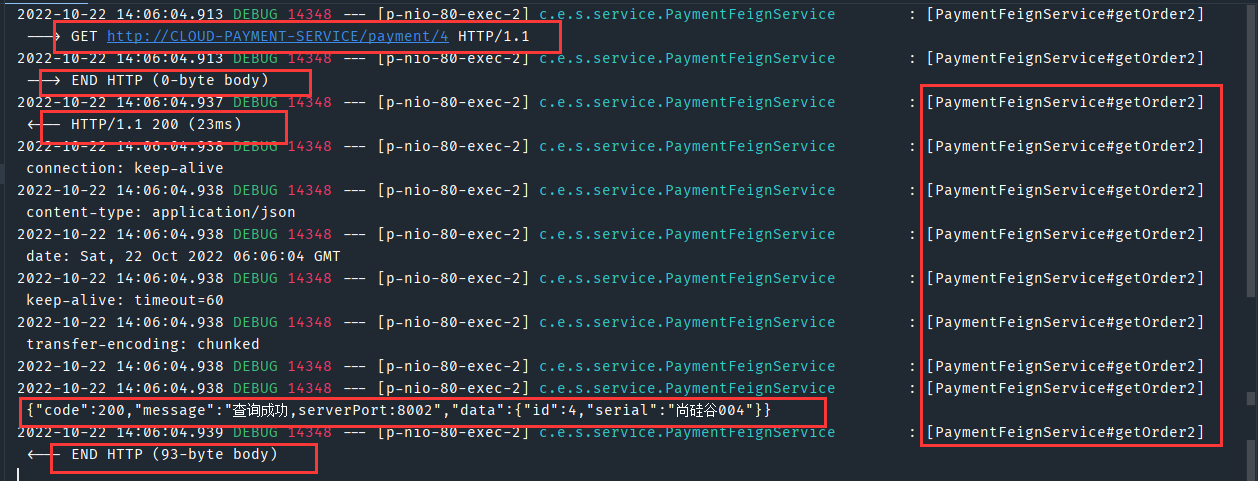 2022-10-22 14:06:04.913 DEBUG 14348 --- [p-nio-80-exec-2] c.e.s.service.PaymentFeignService : [PaymentFeignService#getOrder2]
---> GET http://CLOUD-PAYMENT-SERVICE/payment/4 HTTP/1.1
2022-10-22 14:06:04.913 DEBUG 14348 --- [p-nio-80-exec-2] c.e.s.service.PaymentFeignService : [PaymentFeignService#getOrder2]
---> END HTTP (0-byte body)
2022-10-22 14:06:04.937 DEBUG 14348 --- [p-nio-80-exec-2] c.e.s.service.PaymentFeignService : [PaymentFeignService#getOrder2]
<--- HTTP/1.1 200 (23ms)
2022-10-22 14:06:04.938 DEBUG 14348 --- [p-nio-80-exec-2] c.e.s.service.PaymentFeignService : [PaymentFeignService#getOrder2]
connection: keep-alive
2022-10-22 14:06:04.938 DEBUG 14348 --- [p-nio-80-exec-2] c.e.s.service.PaymentFeignService : [PaymentFeignService#getOrder2]
content-type: application/json
2022-10-22 14:06:04.938 DEBUG 14348 --- [p-nio-80-exec-2] c.e.s.service.PaymentFeignService : [PaymentFeignService#getOrder2]
date: Sat, 22 Oct 2022 06:06:04 GMT
2022-10-22 14:06:04.938 DEBUG 14348 --- [p-nio-80-exec-2] c.e.s.service.PaymentFeignService : [PaymentFeignService#getOrder2]
keep-alive: timeout=60
2022-10-22 14:06:04.938 DEBUG 14348 --- [p-nio-80-exec-2] c.e.s.service.PaymentFeignService : [PaymentFeignService#getOrder2]
transfer-encoding: chunked
2022-10-22 14:06:04.938 DEBUG 14348 --- [p-nio-80-exec-2] c.e.s.service.PaymentFeignService : [PaymentFeignService#getOrder2]
2022-10-22 14:06:04.938 DEBUG 14348 --- [p-nio-80-exec-2] c.e.s.service.PaymentFeignService : [PaymentFeignService#getOrder2]
{"code":200,"message":"查询成功,serverPort:8002","data":{"id":4,"serial":"尚硅谷004"}}
2022-10-22 14:06:04.939 DEBUG 14348 --- [p-nio-80-exec-2] c.e.s.service.PaymentFeignService : [PaymentFeignService#getOrder2]
<--- END HTTP (93-byte body)